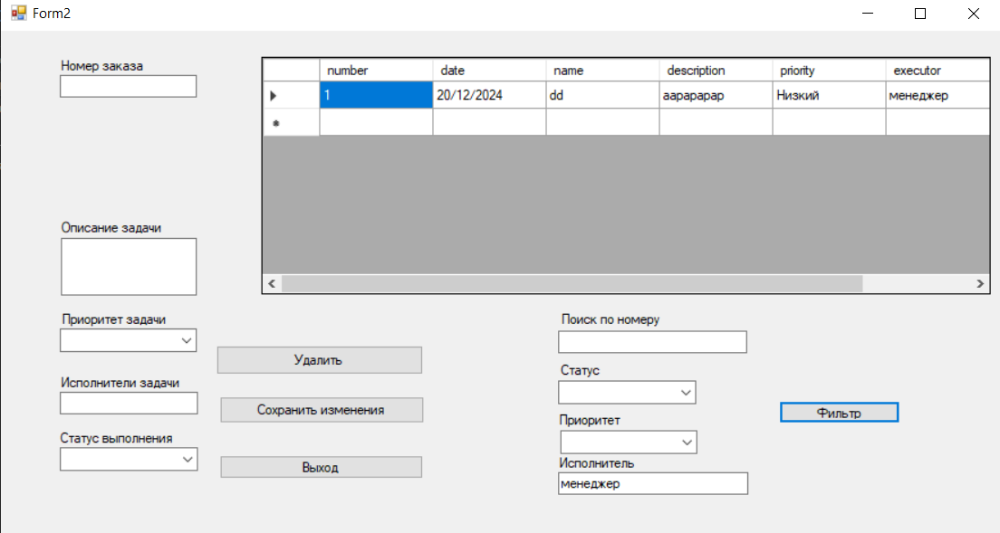 Form2
Номер заказа
number date name description priority executor
1 20/12/2024 dd аарарарар Низкий менеджер
Описание задачи
Приоритет задачи
Удалить
Исполнители задачи
Сохранить изменения
Статус выполнения
Выход
Поиск по номеру
Статус
Приоритет
Исполнитель
менеджер
Фильтр